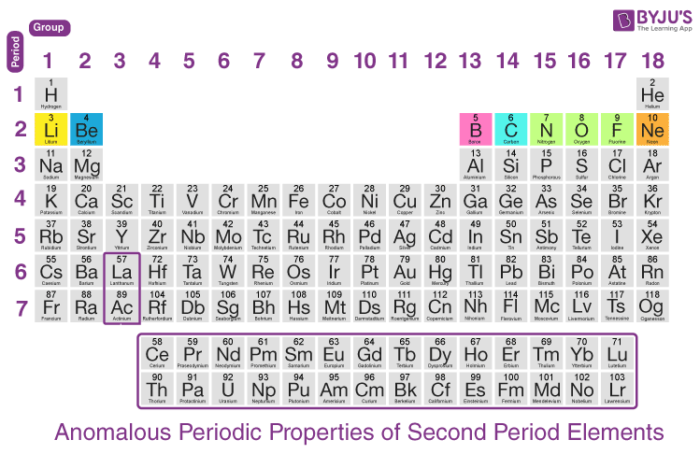 BYJU'S
The Learning App
Group
Period
1 2 3 4 5 6 7 8 9 10 11 12 13 14 15 16 17 18
1
1 2
H He
Hydrogen Helium
2
3 4 5 6 7 8 9 10
Li Be B C N O F Ne
Lithium Boron Carbon Nitrogen Oxygen Fluorine Neon
3
11 12 13 14 15 16 17 18
Na Mg Al Si P S Cl Ar
Sodium Magnesium Aluminium Silicon Phosphorous Sulfur Chlorine Argon
4
19 20 21 22 23 24 25 26 27 28 29 30 31 32 33 34 35 36
K Ca Sc Ti V Cr Mn Fe Co Ni Cu Zn Ga Ge As Se Br Kr
Potassium Calcium Scandium Titanium Vanadium Chromium Manganese Iron Cobalt Nickel Copper Zinc Gallium Germanium Arsenic Selenium Bromine Krypton
5
37 38 39 40 41 42 43 44 45 46 47 48 49 50 51 52 53 54
Rb Sr Y Zr Nb Mo Tc Ru Rh Pd Ag Cd In Sn Sb Te I Xe
Rubidium Strontium Yttrium Zirconium Niobium Molybdenum Technetium Ruthenium Rhodium Palladium Silver Cadmium Indium Tin Antimony Tellurium Iodine Xenon
6
55 56 57 72 73 74 75 76 77 78 79 80 81 82 83 84 85 86
Cs Ba La Hf Ta W Re Os Ir Pt Au Hg Tl Pb Bi Po At Rn
Caesium Barium Lanthanum Hafnium Tantalum Tungsten Rhenium Osmium Iridium Platinum Gold Mercury Thallium Lead Bismuth Polonium Astatine Radon
7
87 88 89 104 105 106 107 108 109 110 111 112 113 114 115 116 117 118
Fr Ra Ac Rf Db Sg Bh Hs Mt Ds Rg Cn Nh Fl Mc Lv Ts Og
Francium Radium Actinium Rutherfordium Dubnium Seaborgium Bohrium Hassium Meitnerium Darmstadtium Roentgenium Copernicium Nihonium Flerovium Moscovium Livermorium Tennessine Oganesson
58 59 60 61 62 63 64 65 66 67 68 69 70 71
Ce Pr Nd Pm Sm Eu Gd Tb Dy Ho Er Tm Yb Lu
Cerium Praseodymium Neodymium Promethium Samarium Europium Gadolinium Terbium Dysprosium Holmium Erbium Thulium Ytterbium Lutetium
90 91 92 93 94 95 96 97 98 99 100 101 102 103
Th Pa U Np Pu Am Cm Bk Cf Es Fm Md No Lr
Thorium Protactinium Uranium Neptunium Plutonium Americium Curium Berkelium Californium Einsteinium Fermium Mendelevium Nobelium Lawrencium
Anomalous Periodic Properties of Second Period Elements